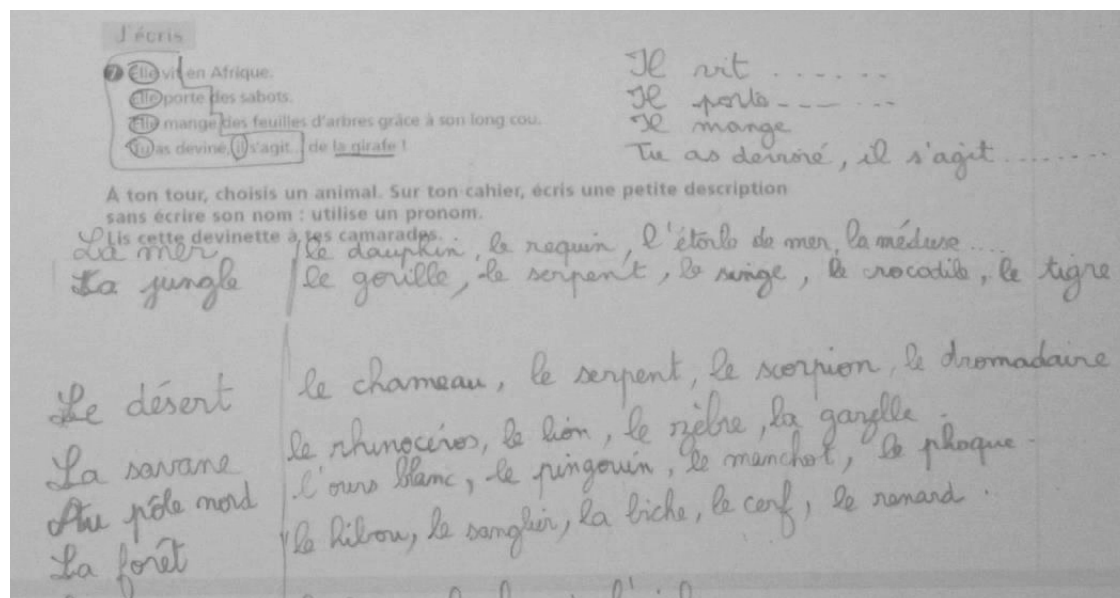 J'écris
7 Elle vit en Afrique.
Elle porte des sabots.
Elle mange des feuilles d'arbres grâce à son long cou.
Tu as deviné, il s'agit de la girafe !
Il vit .......
Il porte ------
Il mange
Tu as deviné, il s'agit ........
À ton tour, choisis un animal. Sur ton cahier, écris une petite description
sans écrire son nom : utilise un pronom.
Lis cette devinette à tes camarades.
La mer le dauphin, le requin, l'étoile de mer, la méduse....
La jungle le gorille, le serpent, le singe, le crocodile, le tigre
Le désert le chameau, le serpent, le scorpion, le dromadaire
La savane le rhinocéros, le lion, le zèbre, la gazelle.
Au pôle nord l'ours blanc, le pingouin, le manchot, le phoque.
La forêt le hibou, le sanglier, la biche, le cerf, le renard.